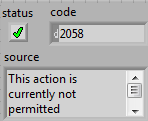 status code
2058
source
This action is
currently not
permitted